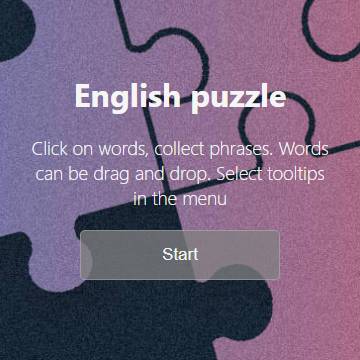 English puzzle
Click on words, collect phrases. Words
can be drag and drop. Select tooltips
in the menu
Start